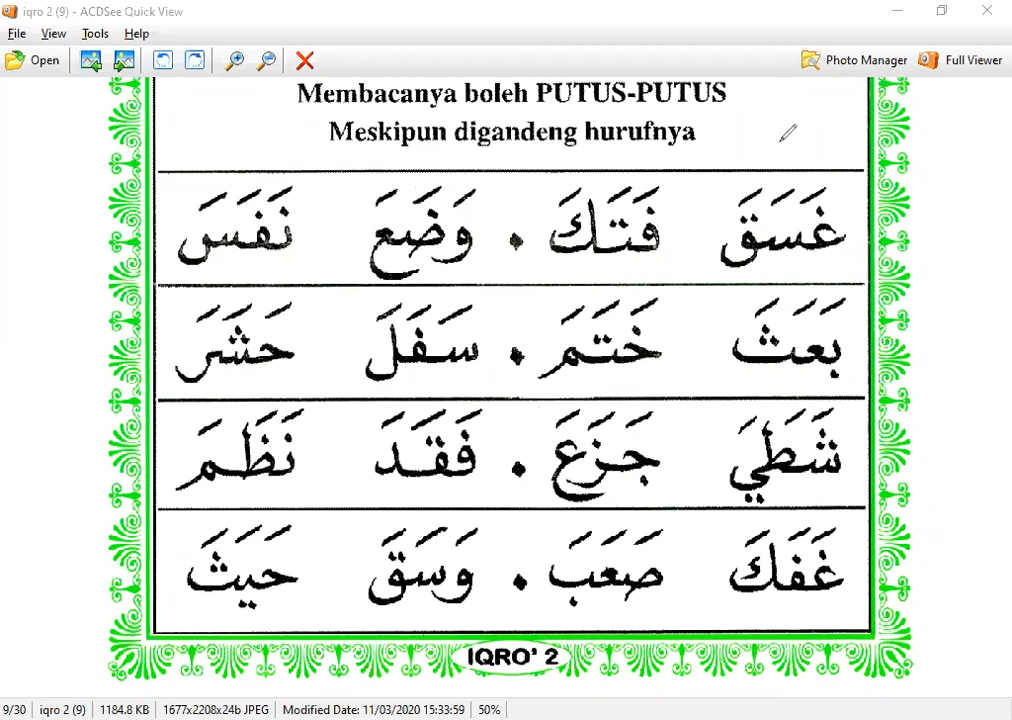 iqro 2 (9) - ACDSee Quick View
File View Tools Help
Open Photo Manager Full Viewer
Membacanya boleh PUTUS-PUTUS
Meskipun digandeng hurufnya
غَسَقَ فَتَكَ . وَضَعَ نَفَسَ
بَعَثَ خَتَمَ . سَفَلَ حَشَرَ
شَطَيَ جَزَعَ . فَقَدَ نَظَمَ
غَفَكَ صَعَبَ . وَسَقَ حَيَثَ
IQRO' 2
9/30 iqro 2 (9) 1184.8 KB 1677x2208x24b JPEG Modified Date: 11/03/2020 15:33:59 50%